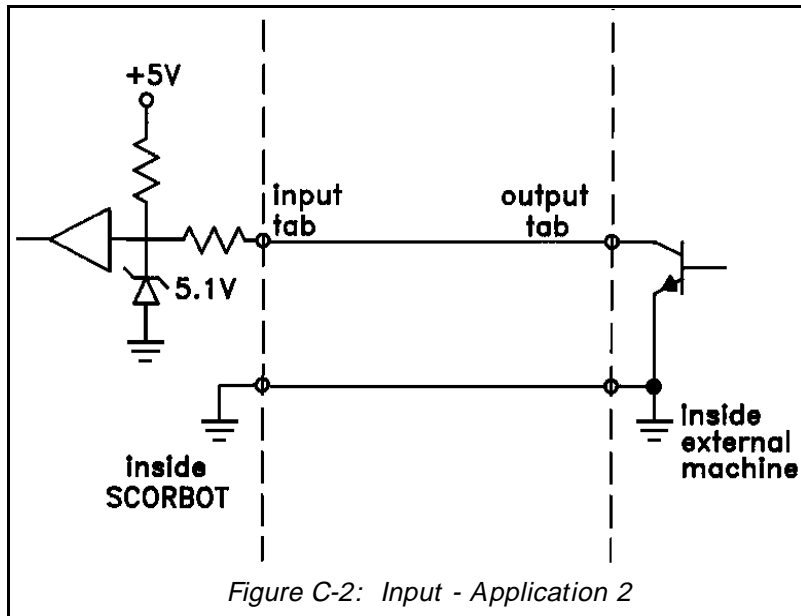 +5V
input
tab
output
tab
5.1V
inside
SCORBOT
inside
external
machine
Figure C-2: Input - Application 2